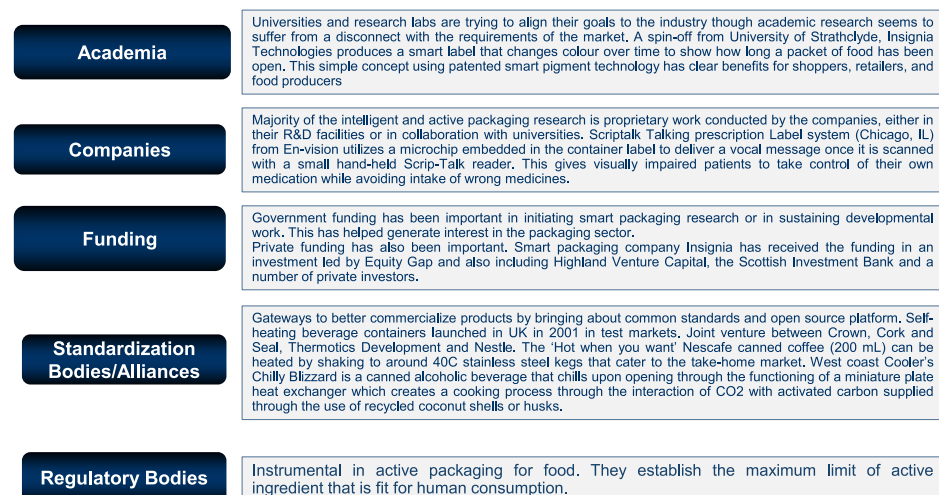 Academia
Universities and research labs are trying to align their goals to the industry though academic research seems to
suffer from a disconnect with the requirements of the market. A spin-off from University of Strathclyde, Insignia
Technologies produces a smart label that changes colour over time to show how long a packet of food has been
open. This simple concept using patented smart pigment technology has clear benefits for shoppers, retailers, and
food producers
Companies
Majority of the intelligent and active packaging research is proprietary work conducted by the companies, either in
their R&D facilities or in collaboration with universities. Scriptalk Talking prescription Label system (Chicago, IL)
from En-vision utilizes a microchip embedded in the container label to deliver a vocal message once it is scanned
with a small hand-held Scrip-Talk reader. This gives visually impaired patients to take control of their own
medication while avoiding intake of wrong medicines.
Funding
Government funding has been important in initiating smart packaging research or in sustaining developmental
work. This has helped generate interest in the packaging sector.
Private funding has also been important. Smart packaging company Insignia has received the funding in an
investment led by Equity Gap and also including Highland Venture Capital, the Scottish Investment Bank and a
number of private investors.
Standardization
Bodies/Alliances
Gateways to better commercialize products by bringing about common standards and open source platform. Self-
heating beverage containers launched in UK in 2001 in test markets. Joint venture between Crown, Cork and
Seal, Thermotics Development and Nestle. The 'Hot when you want' Nescafe canned coffee (200 mL) can be
heated by shaking to around 40C stainless steel kegs that cater to the take-home market. West coast Cooler's
Chilly Blizzard is a canned alcoholic beverage that chills upon opening through the functioning of a miniature plate
heat exchanger which creates a cooking process through the interaction of CO2 with activated carbon supplied
through the use of recycled coconut shells or husks.
Regulatory Bodies
Instrumental in active packaging for food. They establish the maximum limit of active
ingredient that is fit for human consumption.